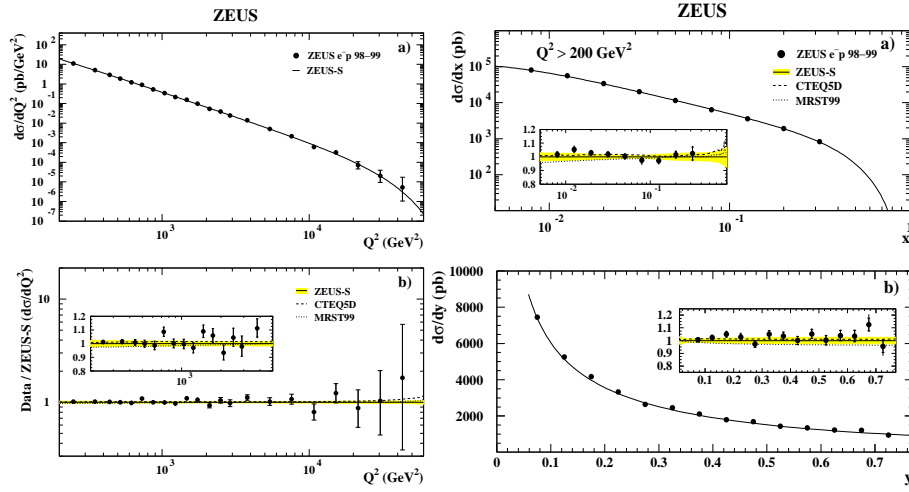 ZEUS
dσ/dQ² (pb/GeV²)
10²
10
1
10⁻¹
10⁻²
10⁻³
10⁻⁴
10⁻⁵
10⁻⁶
10⁻⁷
a)
ZEUS e⁻p 98–99
ZEUS-S
10³ 10⁴
Q² (GeV²)
Data / ZEUS-S (dσ/dQ²)
10
1
b)
ZEUS-S
CTEQ5D
MRST99
1.2
1.1
1
0.9
0.8
10³
10³ 10⁴
Q² (GeV²)
ZEUS
dσ/dx (pb)
10⁵
10⁴
10³
10²
Q² > 200 GeV²
a)
ZEUS e⁻p 98–99
ZEUS-S
CTEQ5D
MRST99
1.2
1.1
1
0.9
0.8
10⁻² 10⁻¹
10⁻² 10⁻¹ 1
x
dσ/dy (pb)
10000
8000
6000
4000
2000
b)
1.2
1.1
1
0.9
0.8
0.1 0.2 0.3 0.4 0.5 0.6 0.7
0 0.1 0.2 0.3 0.4 0.5 0.6 0.7
y